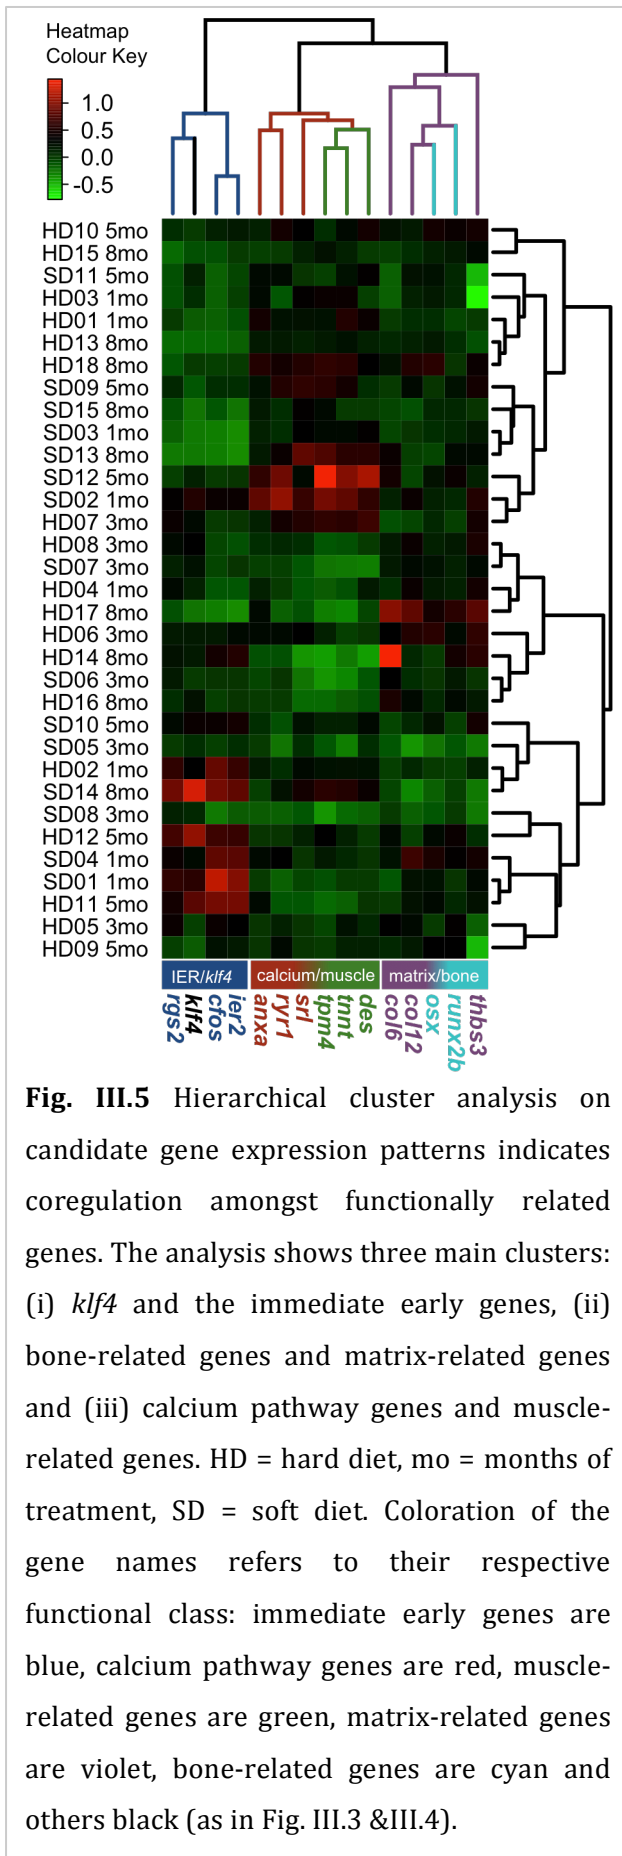 Heatmap
Colour Key
1.0
0.5
0.0
-0.5
HD10 5mo
HD15 8mo
SD11 5mo
HD03 1mo
HD01 1mo
HD13 8mo
HD18 8mo
SD09 5mo
SD15 8mo
SD03 1mo
SD13 8mo
SD12 5mo
SD02 1mo
HD07 3mo
HD08 3mo
SD07 3mo
HD04 1mo
HD17 8mo
HD06 3mo
HD14 8mo
SD06 3mo
HD16 8mo
SD10 5mo
SD05 3mo
HD02 1mo
SD14 8mo
SD08 3mo
HD12 5mo
SD04 1mo
SD01 1mo
HD11 5mo
HD05 3mo
HD09 5mo
IER/klf4 calcium/muscle matrix/bone
rgs2
klf4
cfos
ier2
anxa
ryr1
srl
tpm4
tnnt
des
col6
col12
osx
runx2b
thbs3
Fig. III.5 Hierarchical cluster analysis on
candidate gene expression patterns indicates
coregulation amongst functionally related
genes. The analysis shows three main clusters:
(i) klf4 and the immediate early genes, (ii)
bone-related genes and matrix-related genes
and (iii) calcium pathway genes and muscle-
related genes. HD = hard diet, mo = months of
treatment, SD = soft diet. Coloration of the
gene names refers to their respective
functional class: immediate early genes are
blue, calcium pathway genes are red, muscle-
related genes are green, matrix-related genes
are violet, bone-related genes are cyan and
others black (as in Fig. III.3 &III.4).